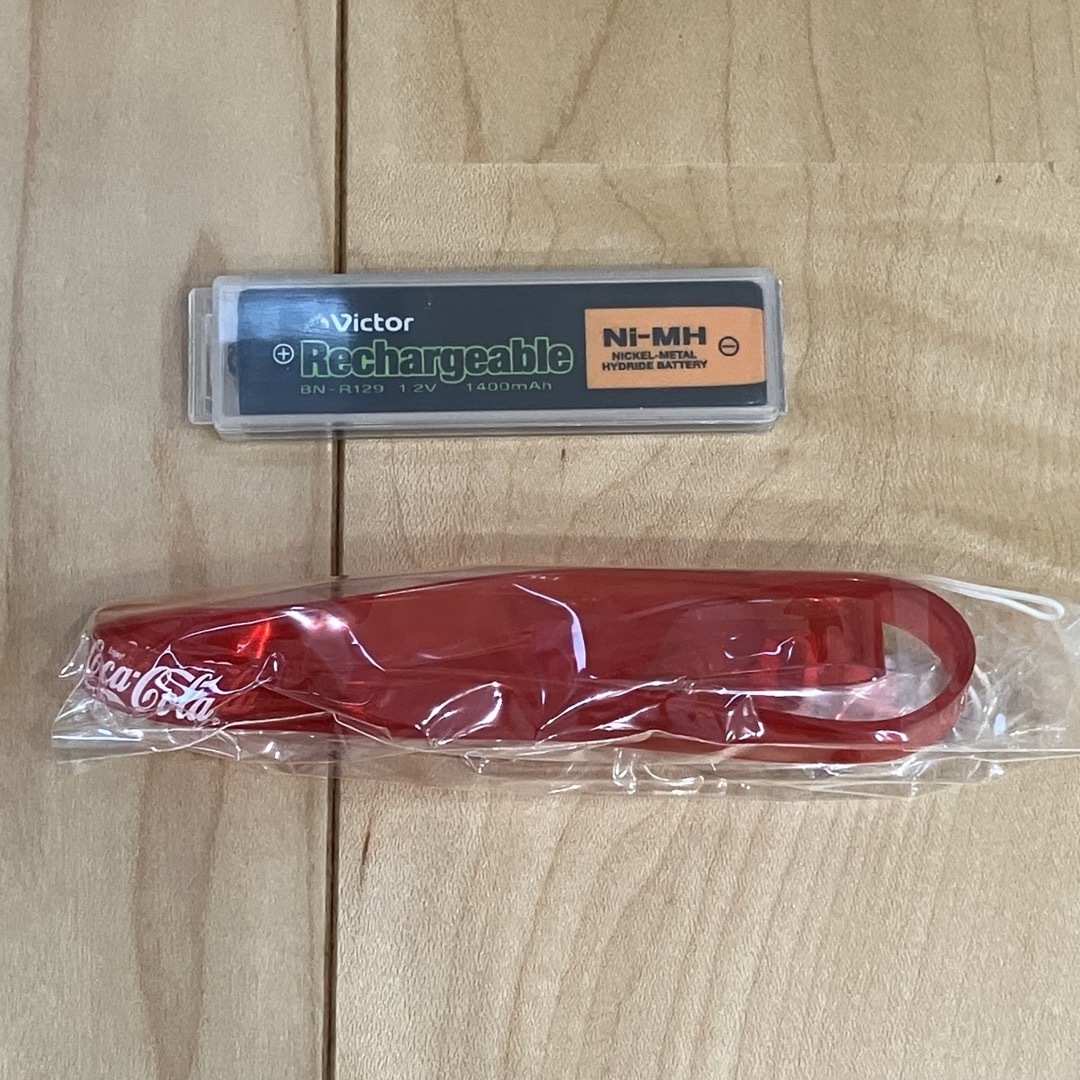 Victor
⊕ Rechargeable
BN-R129 1.2V 1400mAh
Ni-MH
NICKEL-METAL
HYDRIDE BATTERY
⊖
Coca-Cola